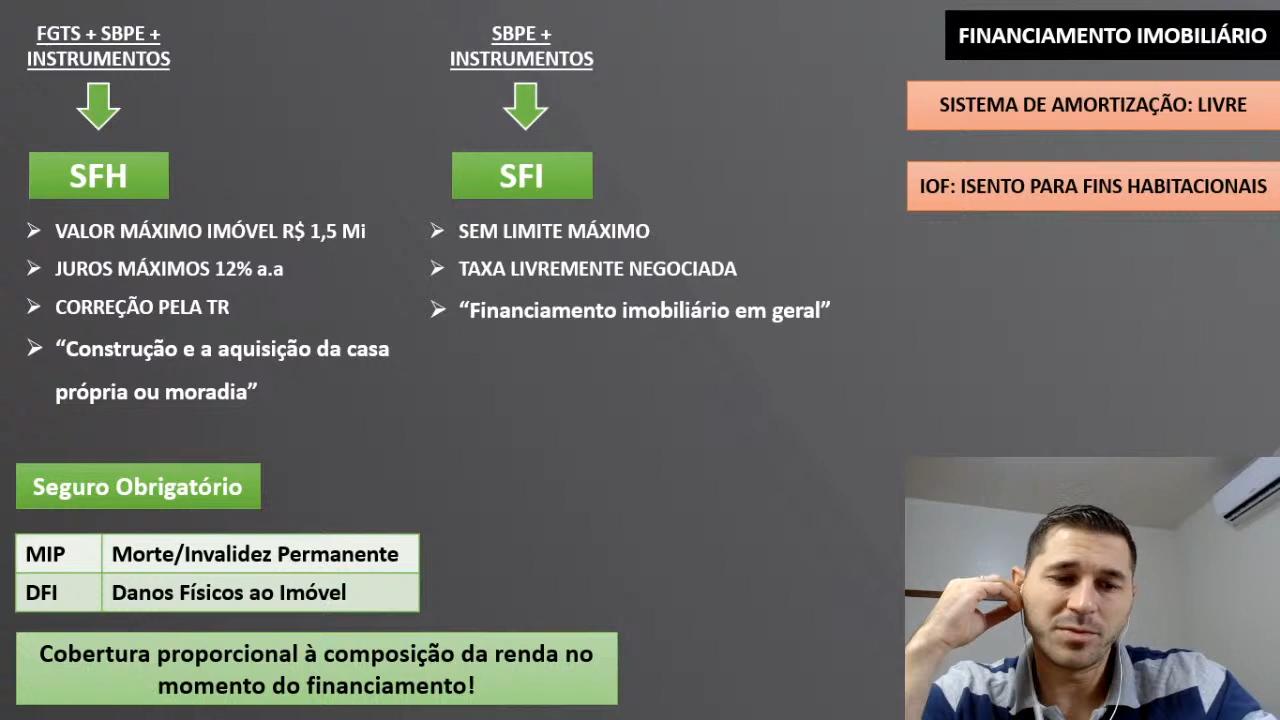 FGTS + SBPE +
INSTRUMENTOS
SFH
VALOR MÁXIMO IMÓVEL R$ 1,5 Mi
JUROS MÁXIMOS 12% a.a
CORREÇÃO PELA TR
“Construção e a aquisição da casa
própria ou moradia”
SBPE +
INSTRUMENTOS
SFI
SEM LIMITE MÁXIMO
TAXA LIVREMENTE NEGOCIADA
“Financiamento imobiliário em geral”
FINANCIAMENTO IMOBILIÁRIO
SISTEMA DE AMORTIZAÇÃO: LIVRE
IOF: ISENTO PARA FINS HABITACIONAIS
Seguro Obrigatório
MIP Morte/Invalidez Permanente
DFI Danos Físicos ao Imóvel
Cobertura proporcional à composição da renda no
momento do financiamento!